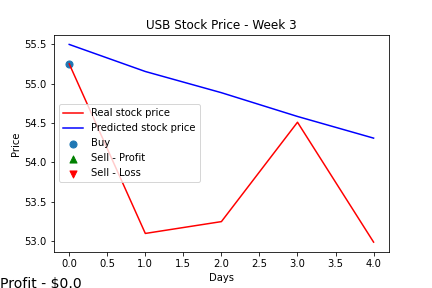 USB Stock Price - Week 3
55.5
55.0
54.5
54.0
53.5
53.0
Price
Real stock price
Predicted stock price
Buy
Sell - Profit
Sell - Loss
0.0 0.5 1.0 1.5 2.0 2.5 3.0 3.5 4.0
Days
Profit - $0.0